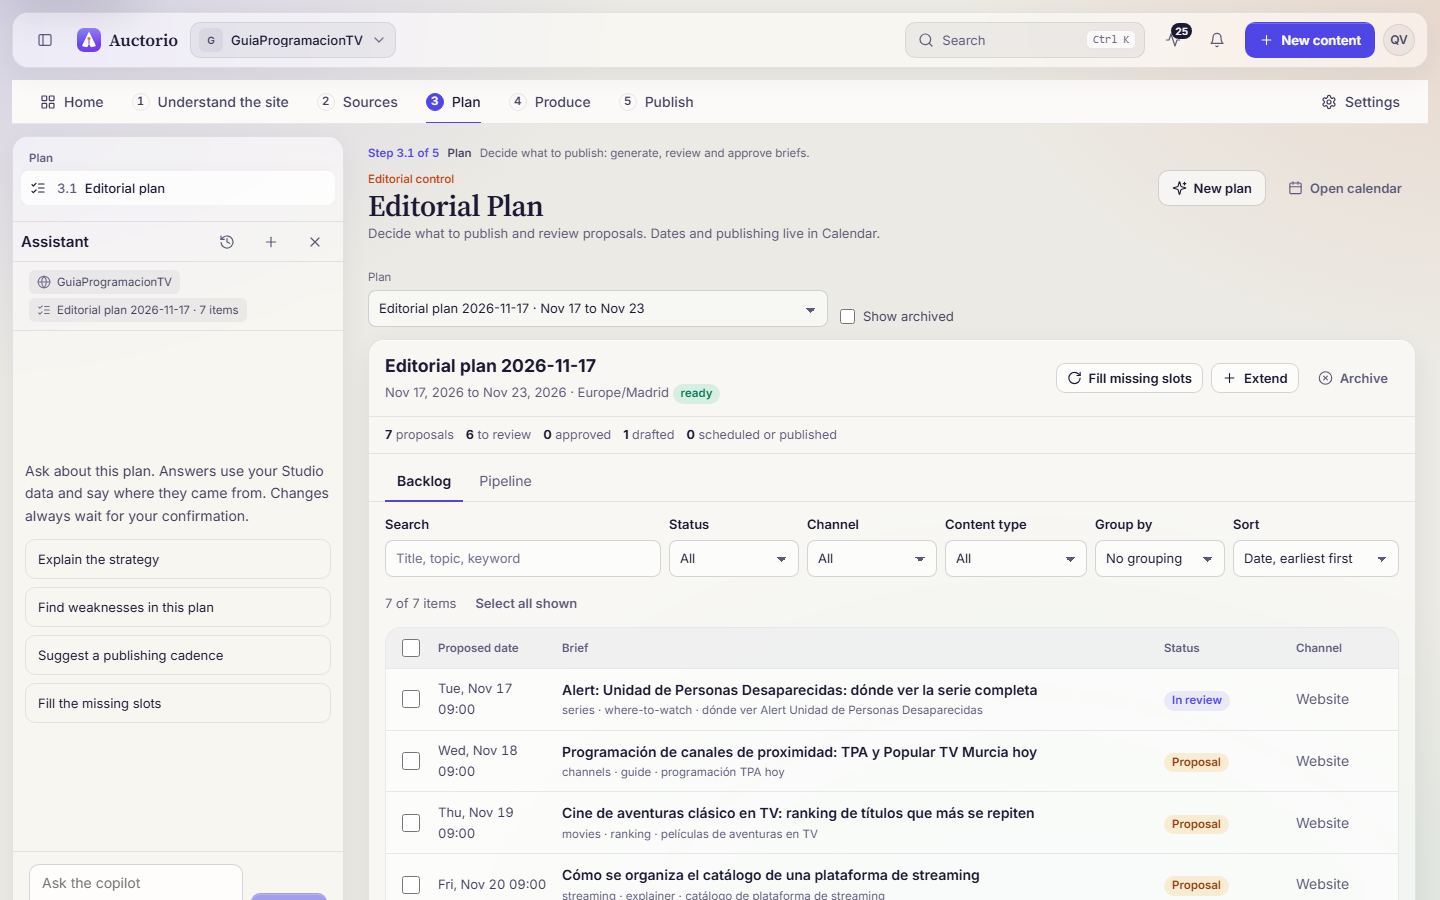 Auctorio
G GuiaProgramacionTV
Search Ctrl K
25
New content
QV
Home
1 Understand the site
2 Sources
3 Plan
4 Produce
5 Publish
Settings
Plan
3.1 Editorial plan
Assistant
GuiaProgramacionTV
Editorial plan 2026-11-17 · 7 items
Ask about this plan. Answers use your Studio
data and say where they came from. Changes
always wait for your confirmation.
Explain the strategy
Find weaknesses in this plan
Suggest a publishing cadence
Fill the missing slots
Ask the copilot
Step 3.1 of 5 Plan Decide what to publish: generate, review and approve briefs.
Editorial control
Editorial Plan
Decide what to publish and review proposals. Dates and publishing live in Calendar.
New plan
Open calendar
Plan
Editorial plan 2026-11-17 · Nov 17 to Nov 23
Show archived
Editorial plan 2026-11-17
Nov 17, 2026 to Nov 23, 2026 · Europe/Madrid ready
Fill missing slots
Extend
Archive
7 proposals 6 to review 0 approved 1 drafted 0 scheduled or published
Backlog Pipeline
Search Status Channel Content type Group by Sort
Title, topic, keyword All All All No grouping Date, earliest first
7 of 7 items Select all shown
Proposed date Brief Status Channel
Tue, Nov 17
09:00
Alert: Unidad de Personas Desaparecidas: dónde ver la serie completa
series · where-to-watch · dónde ver Alert Unidad de Personas Desaparecidas
In review
Website
Wed, Nov 18
09:00
Programación de canales de proximidad: TPA y Popular TV Murcia hoy
channels · guide · programación TPA hoy
Proposal
Website
Thu, Nov 19
09:00
Cine de aventuras clásico en TV: ranking de títulos que más se repiten
movies · ranking · películas de aventuras en TV
Proposal
Website
Fri, Nov 20 09:00
Cómo se organiza el catálogo de una plataforma de streaming
streaming · explainer · catálogo de plataforma de streaming
Proposal
Website